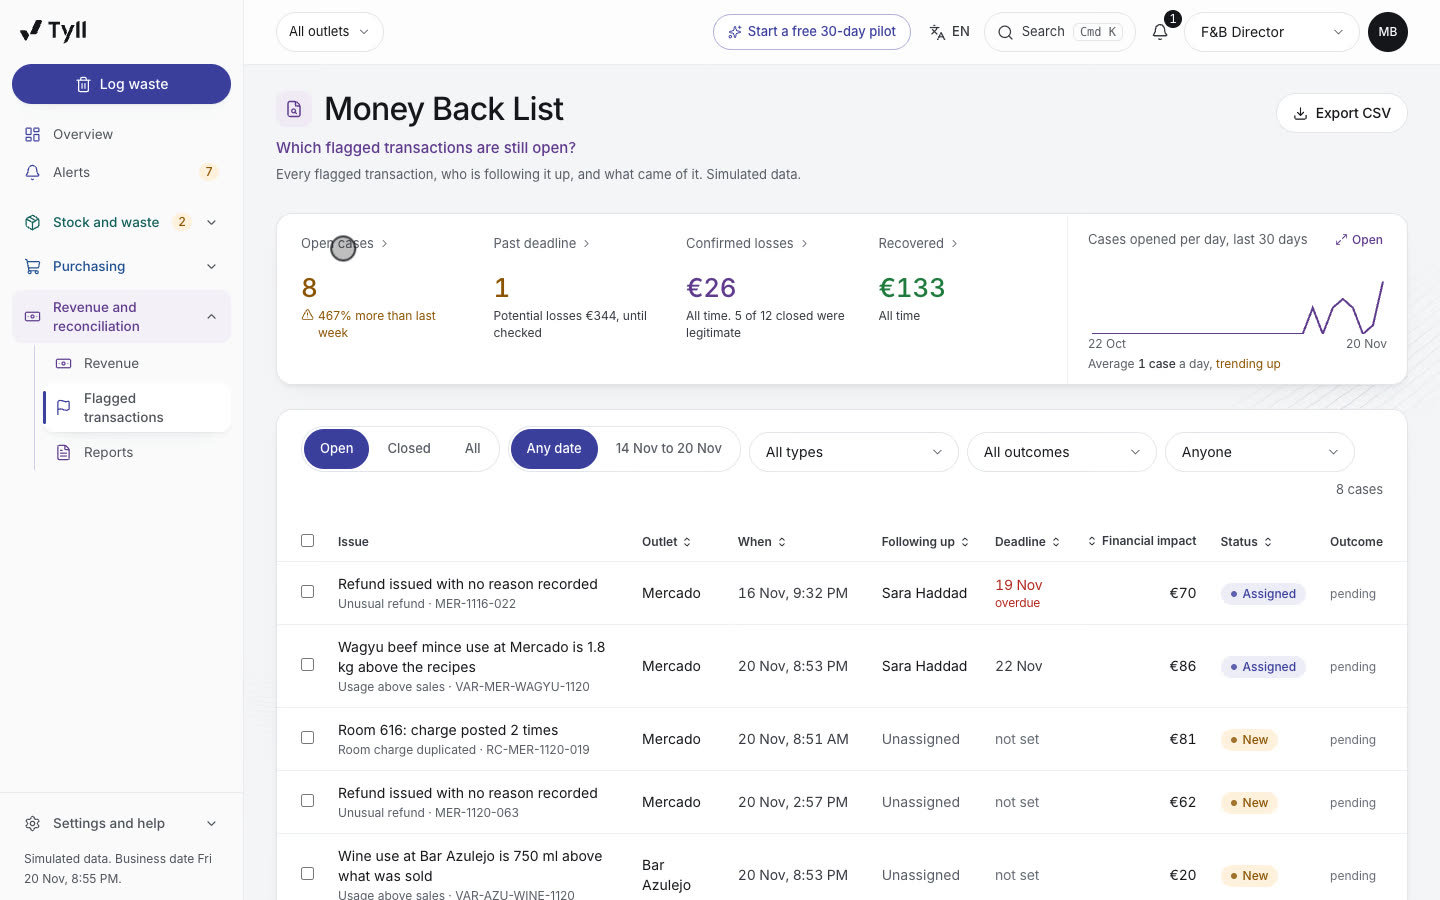 Tyll
All outlets
Start a free 30-day pilot
EN
Search Cmd K
1
F&B Director
MB
Log waste
Overview
Alerts 7
Stock and waste 2
Purchasing
Revenue and
reconciliation
Revenue
Flagged
transactions
Reports
Settings and help
Simulated data. Business date Fri
20 Nov, 8:55 PM.
Money Back List
Export CSV
Which flagged transactions are still open?
Every flagged transaction, who is following it up, and what came of it. Simulated data.
Open cases
8
467% more than last
week
Past deadline
1
Potential losses €344, until
checked
Confirmed losses
€26
All time. 5 of 12 closed were
legitimate
Recovered
€133
All time
Cases opened per day, last 30 days
Open
22 Oct 20 Nov
Average 1 case a day, trending up
Open Closed All
Any date 14 Nov to 20 Nov
All types
All outcomes
Anyone
8 cases
Issue Outlet When Following up Deadline Financial impact Status Outcome
Refund issued with no reason recorded
Unusual refund · MER-1116-022
Mercado 16 Nov, 9:32 PM Sara Haddad
19 Nov
overdue
€70 Assigned pending
Wagyu beef mince use at Mercado is 1.8
kg above the recipes
Usage above sales · VAR-MER-WAGYU-1120
Mercado 20 Nov, 8:53 PM Sara Haddad 22 Nov €86 Assigned pending
Room 616: charge posted 2 times
Room charge duplicated · RC-MER-1120-019
Mercado 20 Nov, 8:51 AM Unassigned not set €81 New pending
Refund issued with no reason recorded
Unusual refund · MER-1120-063
Mercado 20 Nov, 2:57 PM Unassigned not set €62 New pending
Wine use at Bar Azulejo is 750 ml above
what was sold
Usage above sales · VAR-AZU-WINE-1120
Bar
Azulejo
20 Nov, 8:53 PM Unassigned not set €20 New pending